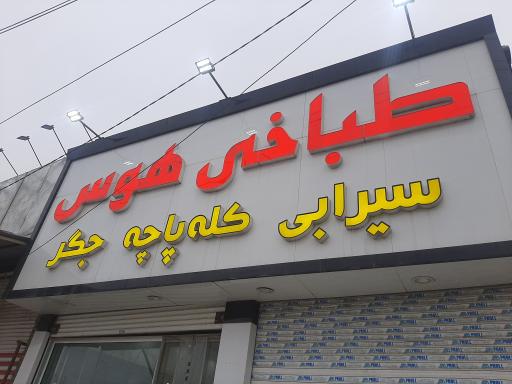 طباخی هوس
سیرابی کله‌پاچه جگر